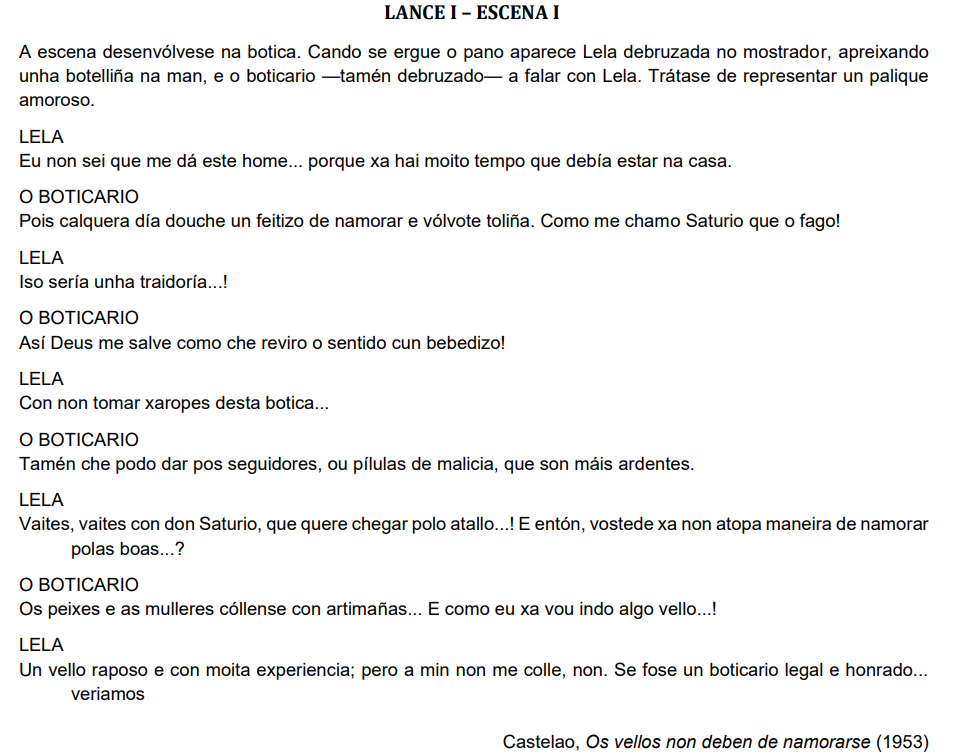 LANCE I – ESCENA I
A escena desenvólvese na botica. Cando se ergue o pano aparece Lela debruzada no mostrador, apreixando
unha botelliña na man, e o boticario —tamén debruzado— a falar con Lela. Trátase de representar un palique
amoroso.
LELA
Eu non sei que me dá este home... porque xa hai moito tempo que debía estar na casa.
O BOTICARIO
Pois calquera día douche un feitizo de namorar e vólvote toliña. Como me chamo Saturio que o fago!
LELA
Iso sería unha traidoría...!
O BOTICARIO
Así Deus me salve como che reviro o sentido cun bebedizo!
LELA
Con non tomar xaropes desta botica...
O BOTICARIO
Tamén che podo dar pos seguidores, ou pílulas de malicia, que son máis ardentes.
LELA
Vaites, vaites con don Saturio, que quere chegar polo atallo...! E entón, vostede xa non atopa maneira de namorar
polas boas...?
O BOTICARIO
Os peixes e as mulleres cóllense con artimañas... E como eu xa vou indo algo vello...!
LELA
Un vello raposo e con moita experiencia; pero a min non me colle, non. Se fose un boticario legal e honrado...
veriamos
Castelao, Os vellos non deben de namorarse (1953)